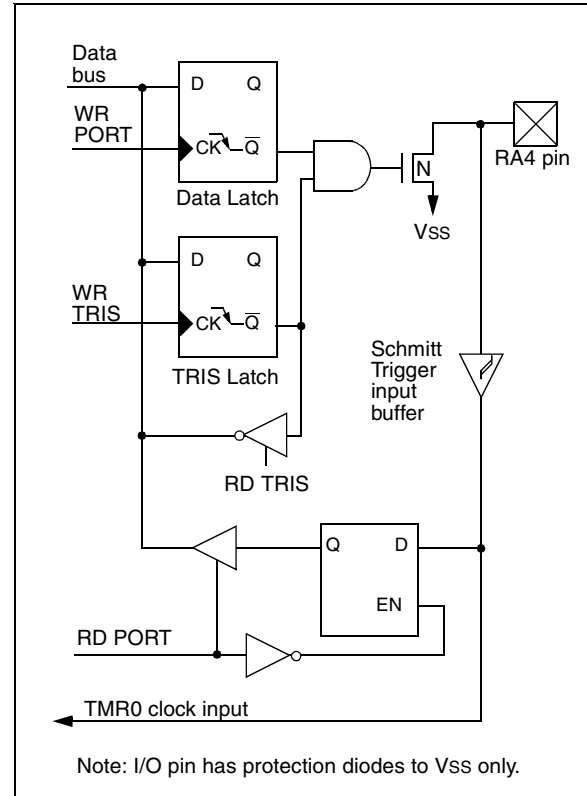 Data
bus
D Q
WR
PORT
CK Q̅
N
RA4 pin
Data Latch
VSS
D Q
WR
TRIS
CK Q̅
Schmitt
Trigger
input
buffer
TRIS Latch
RD TRIS
Q D
EN
RD PORT
TMR0 clock input
Note: I/O pin has protection diodes to VSS only.